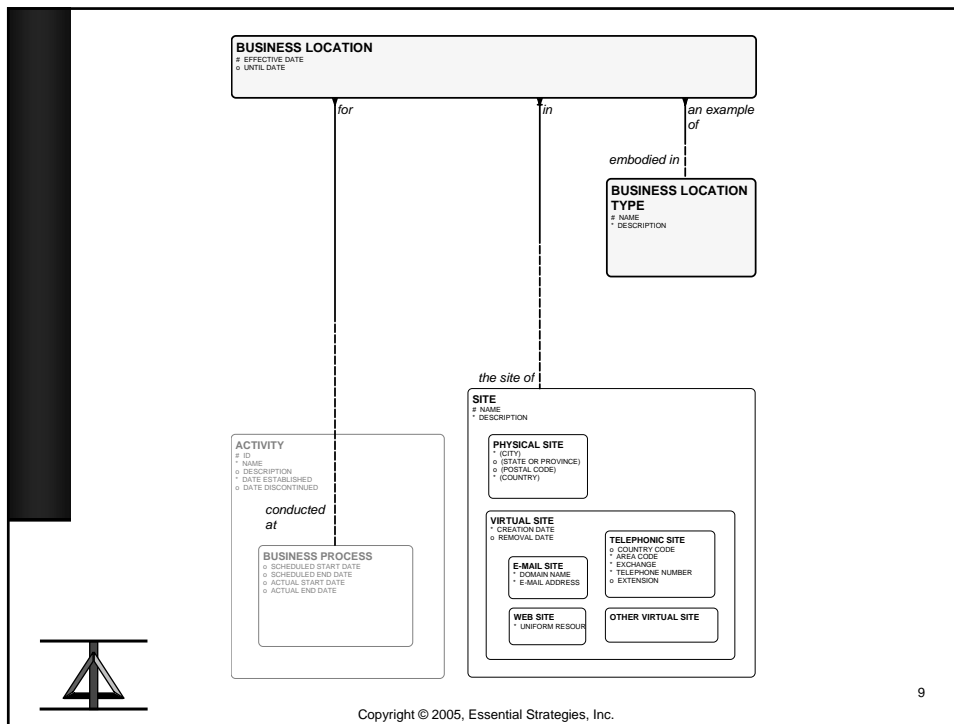 BUSINESS LOCATION
# EFFECTIVE DATE
o UNTIL DATE
for
in
an example
of
embodied in
BUSINESS LOCATION
TYPE
# NAME
* DESCRIPTION
the site of
SITE
# NAME
* DESCRIPTION
PHYSICAL SITE
* (CITY)
o (STATE OR PROVINCE)
o (POSTAL CODE)
* (COUNTRY)
ACTIVITY
# ID
* NAME
o DESCRIPTION
* DATE ESTABLISHED
o DATE DISCONTINUED
conducted
at
BUSINESS PROCESS
o SCHEDULED START DATE
o SCHEDULED END DATE
o ACTUAL START DATE
o ACTUAL END DATE
VIRTUAL SITE
* CREATION DATE
o REMOVAL DATE
E-MAIL SITE
* DOMAIN NAME
* E-MAIL ADDRESS
TELEPHONIC SITE
o COUNTRY CODE
* AREA CODE
* EXCHANGE
* TELEPHONE NUMBER
o EXTENSION
WEB SITE
* UNIFORM RESOUR
OTHER VIRTUAL SITE
9
Copyright © 2005, Essential Strategies, Inc.